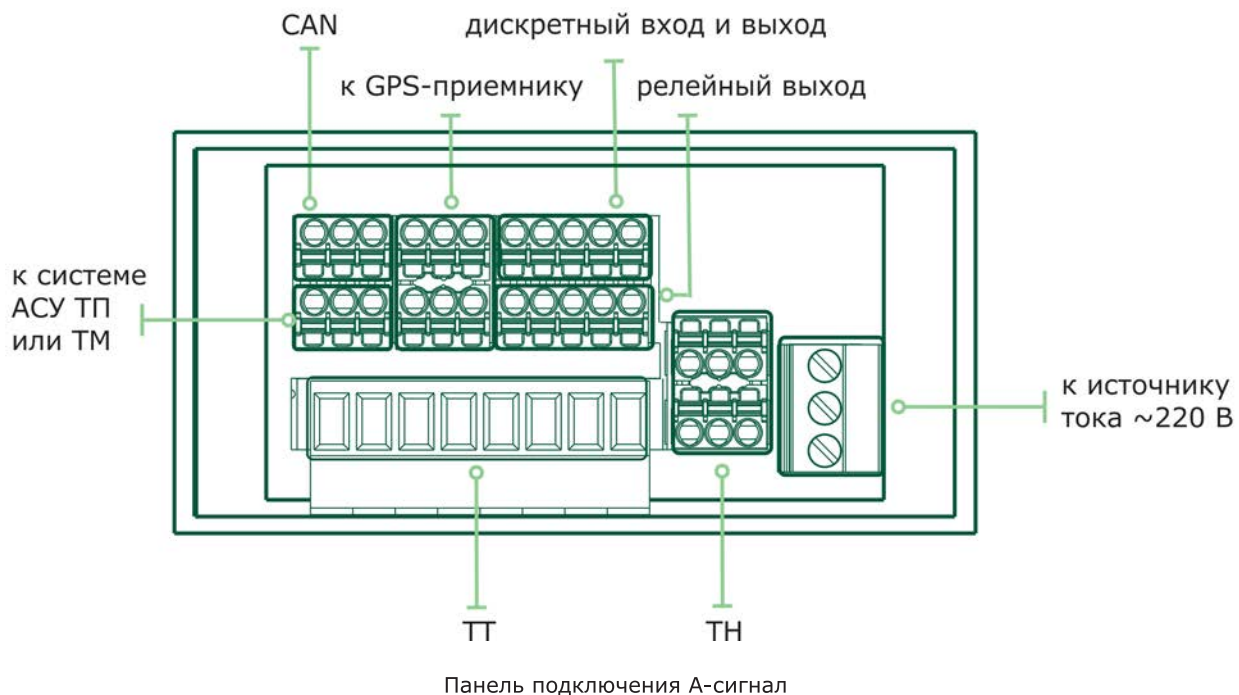 CAN
дискретный вход и выход
к GPS-приемнику
релейный выход
к системе
АСУ ТП
или ТМ
к источнику
тока ~220 В
ТТ
ТН
Панель подключения А-сигнал